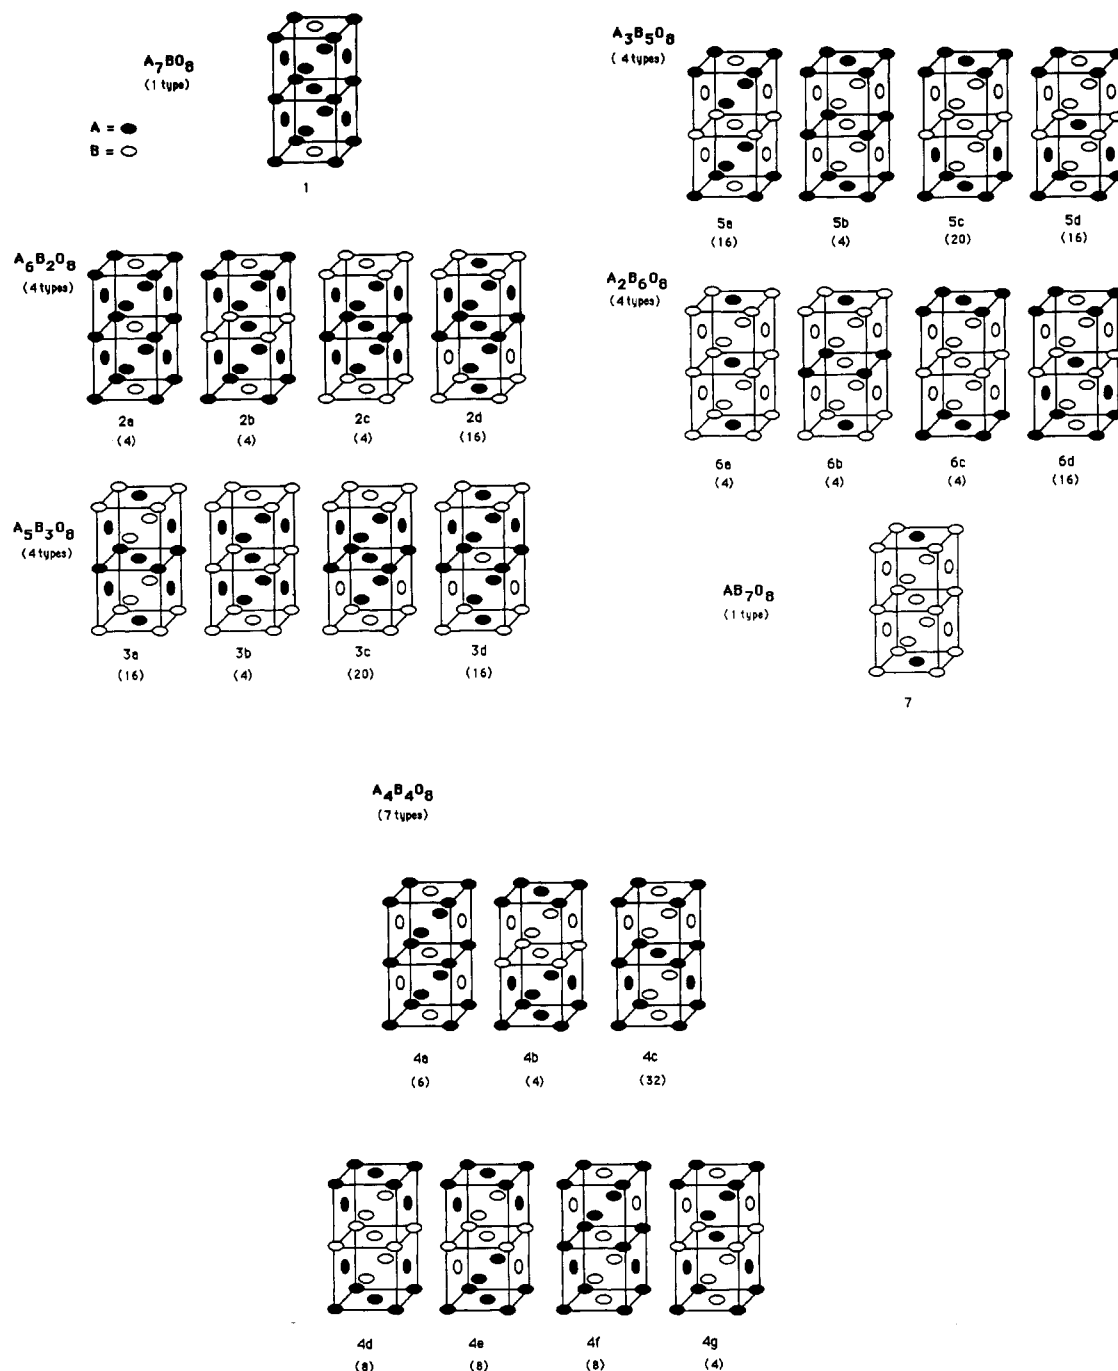 A7BO8
(1 type)
A =
B =
1
A3B5O8
(4 types)
5a
5b
5c
5d
(16)
(4)
(20)
(16)
A6B2O8
(4 types)
2a
2b
2c
2d
(4)
(4)
(4)
(16)
A2B6O8
(4 types)
6a
6b
6c
6d
(4)
(4)
(4)
(16)
A5B3O8
(4 types)
3a
3b
3c
3d
(16)
(4)
(20)
(16)
AB7O8
(1 type)
7
A4B4O8
(7 types)
4a
4b
4c
(6)
(4)
(32)
4d
4e
4f
4g
(8)
(8)
(8)
(4)